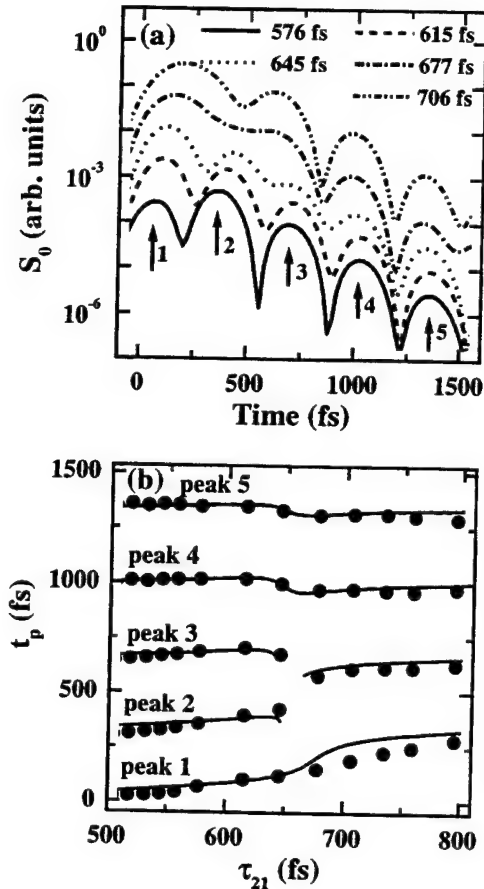 (a)
576 fs
615 fs
645 fs
677 fs
706 fs
10^0
10^-3
10^-6
S_0 (arb. units)
1
2
3
4
5
0
500
1000
1500
Time (fs)
(b)
1500
1000
500
0
t_p (fs)
peak 5
peak 4
peak 3
peak 2
peak 1
500
600
700
800
τ_21 (fs)